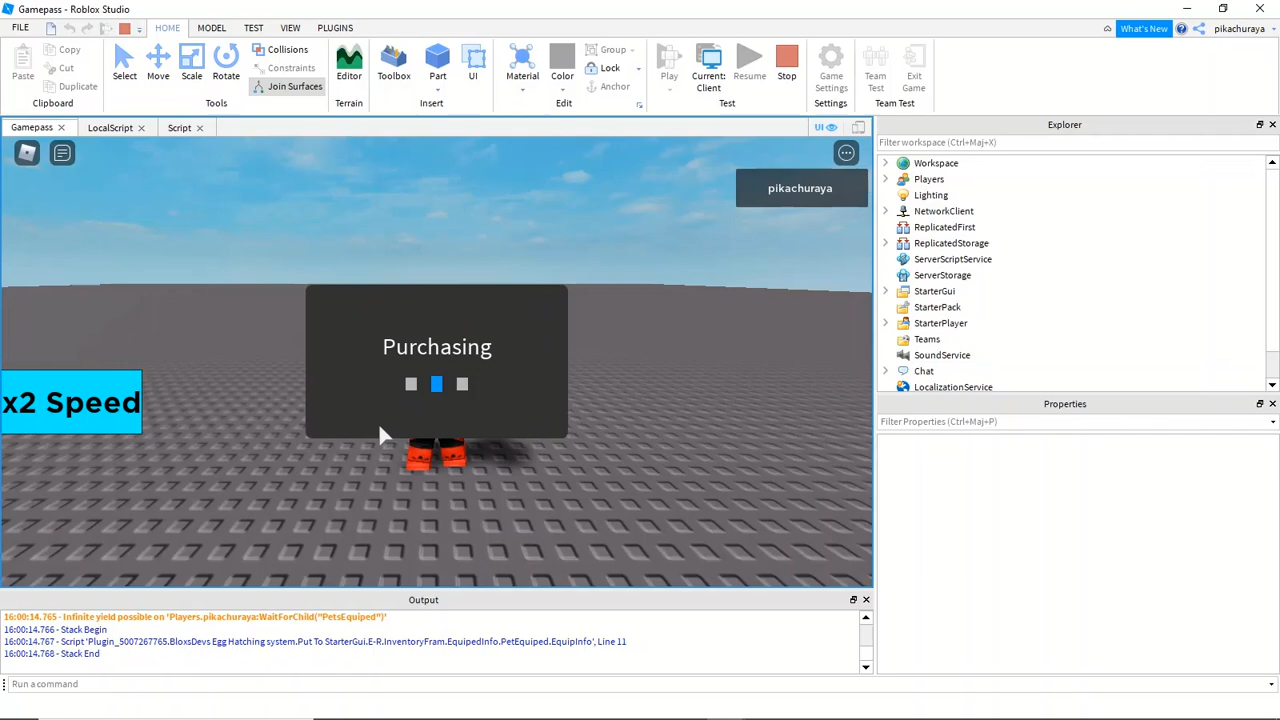 Gamepass - Roblox Studio
FILE HOME MODEL TEST VIEW PLUGINS What's New pikachuraya
Paste Copy Cut Duplicate Select Move Scale Rotate Collisions Constraints Join Surfaces Editor Toolbox Part UI Material Color Group Lock Anchor Play Current: Client Resume Stop Game Settings Team Test Exit Game
Clipboard Tools Terrain Insert Edit Test Settings Team Test
Gamepass LocalScript Script UI
Explorer
Filter workspace (Ctrl+Maj+X)
Workspace
Players
Lighting
NetworkClient
ReplicatedFirst
ReplicatedStorage
ServerScriptService
ServerStorage
StarterGui
StarterPack
StarterPlayer
Teams
SoundService
Chat
LocalizationService
pikachuraya
Purchasing
x2 Speed
Properties
Filter Properties (Ctrl+Maj+P)
Output
16:00:14.765 - Infinite yield possible on 'Players.pikachuraya:WaitForChild("PetsEquiped")'
16:00:14.766 - Stack Begin
16:00:14.767 - Script 'Plugin_5007267765.BloxsDevs Egg Hatching system.Put To StarterGui.E-R.InventoryFram.EquipedInfo.PetEquiped.EquipInfo', Line 11
16:00:14.768 - Stack End
Run a command